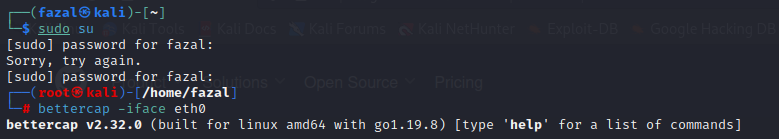 ┌──(fazal㉿kali)-[~]
└─$ sudo su
Kali Tools Kali Docs Kali Forums Kali NetHunter Exploit-DB Google Hacking DB
[sudo] password for fazal:
Sorry, try again.
[sudo] password for fazal:
Solutions Open Source Pricing
┌──(root㉿kali)-[/home/fazal]
└─# bettercap -iface eth0
bettercap v2.32.0 (built for linux amd64 with go1.19.8) [type 'help' for a list of commands]